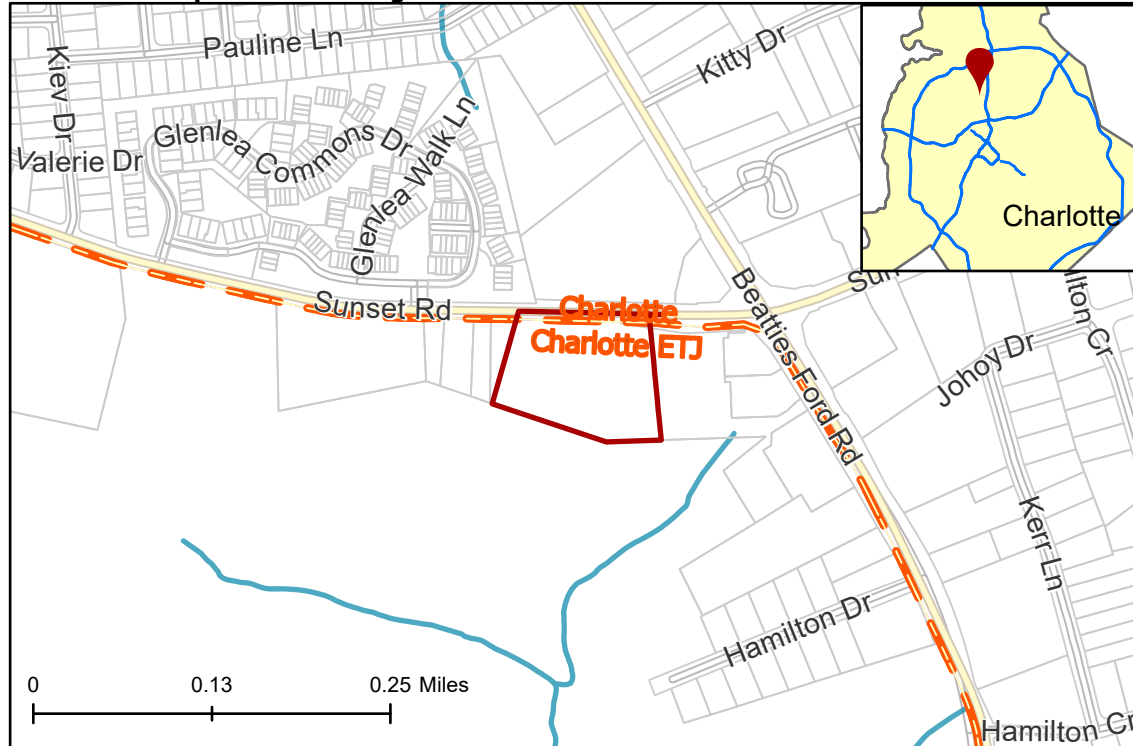 Pauline Ln
Kitty Dr
Kiev Dr
Valerie Dr
Glenlea Commons Dr
Glenlea Walk Ln
Charlotte
Sunset Rd
Charlotte
Charlotte ETJ
Beatties Ford Rd
Johoy Dr
Kerr Ln
Hamilton Dr
Hamilton Cr
0 0.13 0.25 Miles